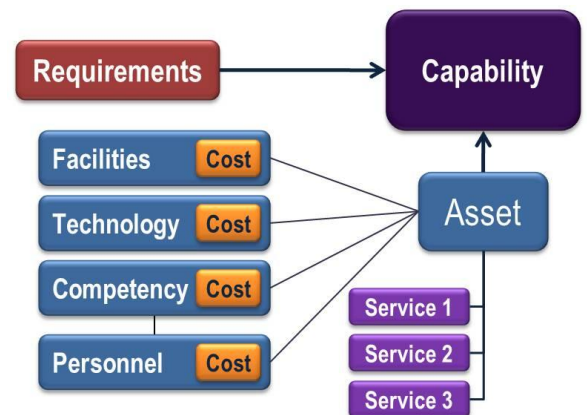 Requirements
Capability
Facilities Cost
Technology Cost
Competency Cost
Personnel Cost
Asset
Service 1
Service 2
Service 3